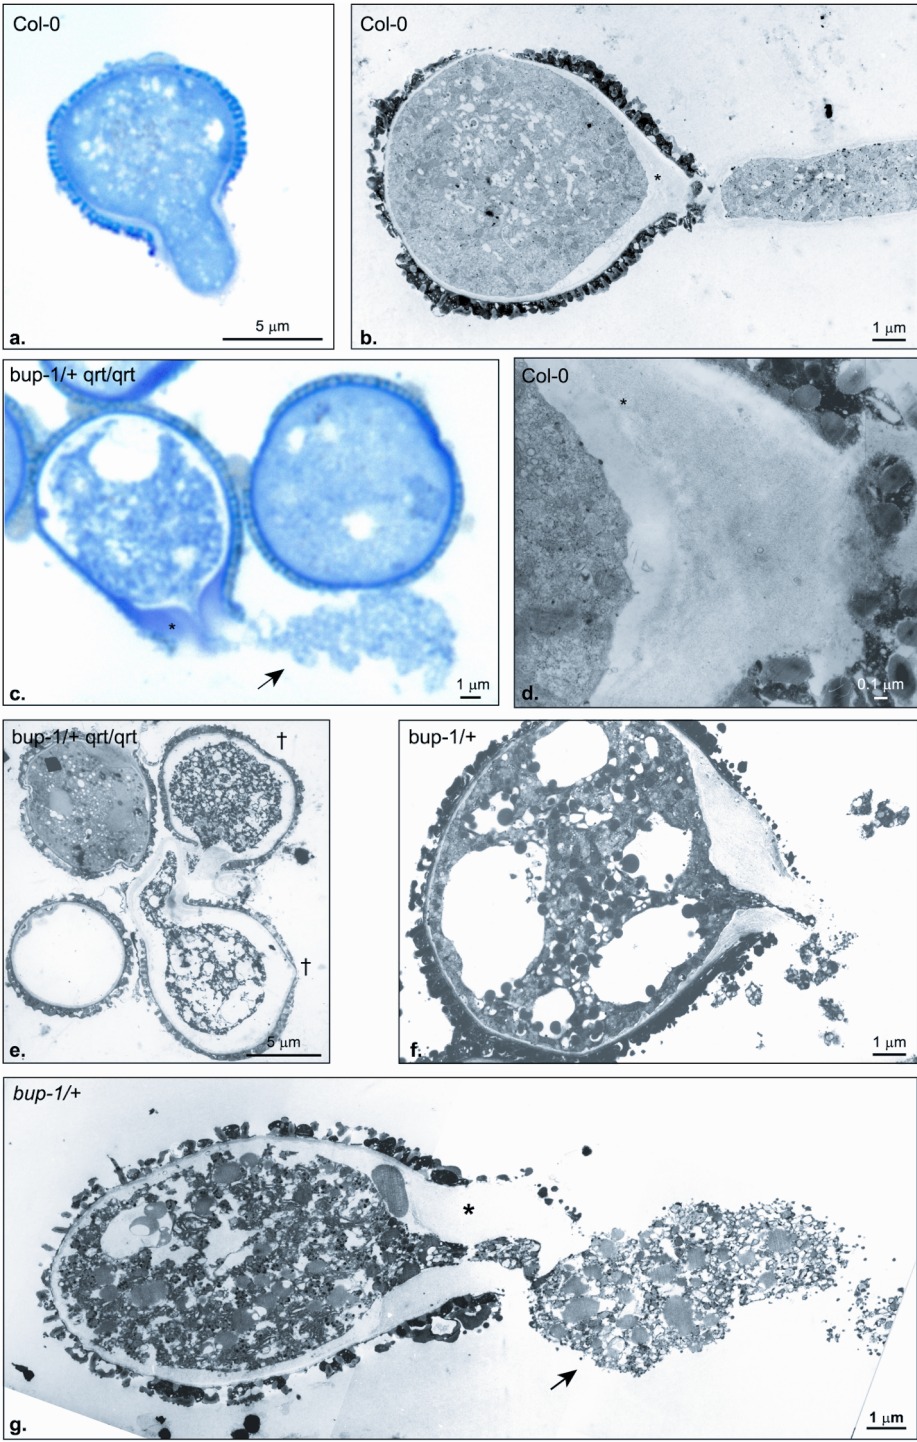 Col-0
*
5 μm
a.
Col-0
*
1 μm
b.
bup-1/+ qrt/qrt
*
1 μm
c.
Col-0
*
0.1 μm
d.
bup-1/+ qrt/qrt
†
†
5 μm
e.
bup-1/+
1 μm
f.
bup-1/+
*
1 μm
g.